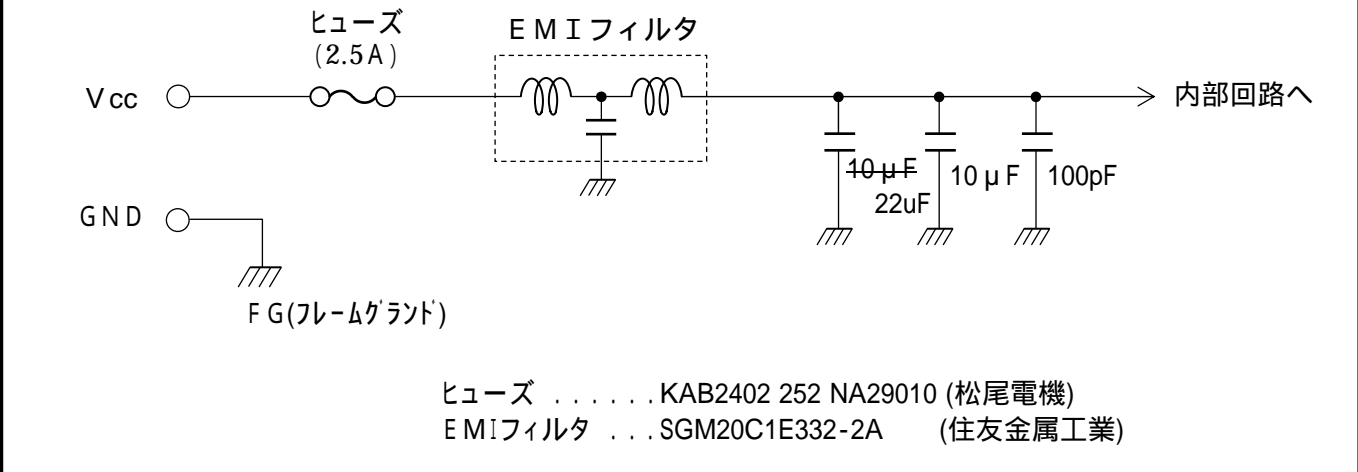 ヒューズ
(2.5A)
ＥＭＩフィルタ
Vcc
内部回路へ
10μF
22uF
10μF
100pF
GND
FG(ﾌﾚｰﾑｸﾞﾗﾝﾄﾞ)
ヒューズ ......KAB2402 252 NA29010 (松尾電機)
ＥＭＩフィルタ ...SGM20C1E332-2A (住友金属工業)